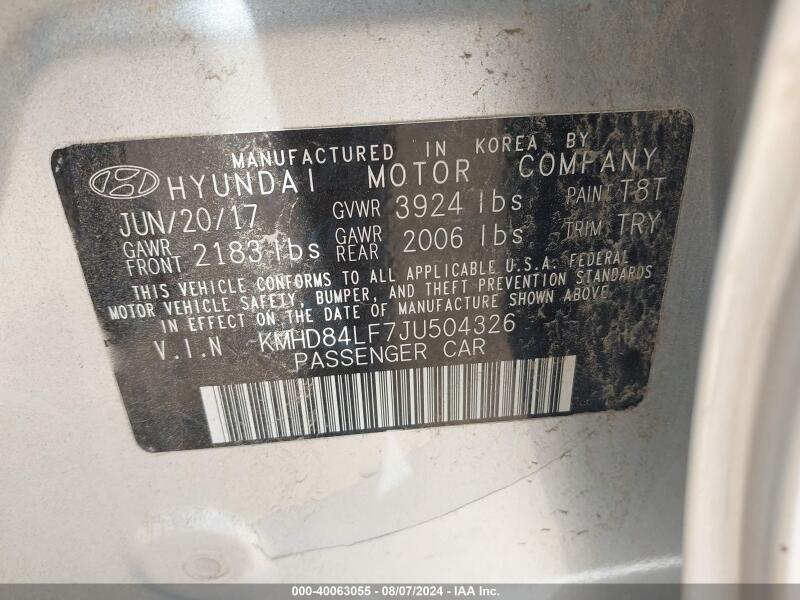 MANUFACTURED IN KOREA BY
HYUNDAI MOTOR COMPANY
JUN/20/17 GVWR 3924 lbs PAINT T8T
GAWR FRONT 2183 lbs GAWR REAR 2006 lbs TRIM TRY
THIS VEHICLE CONFORMS TO ALL APPLICABLE U.S.A. FEDERAL
MOTOR VEHICLE SAFETY, BUMPER, AND THEFT PREVENTION STANDARDS
IN EFFECT ON THE DATE OF MANUFACTURE SHOWN ABOVE
V.I.N KMHD84LF7JU504326
PASSENGER CAR
000-40063055 - 08/07/2024 - IAA Inc.